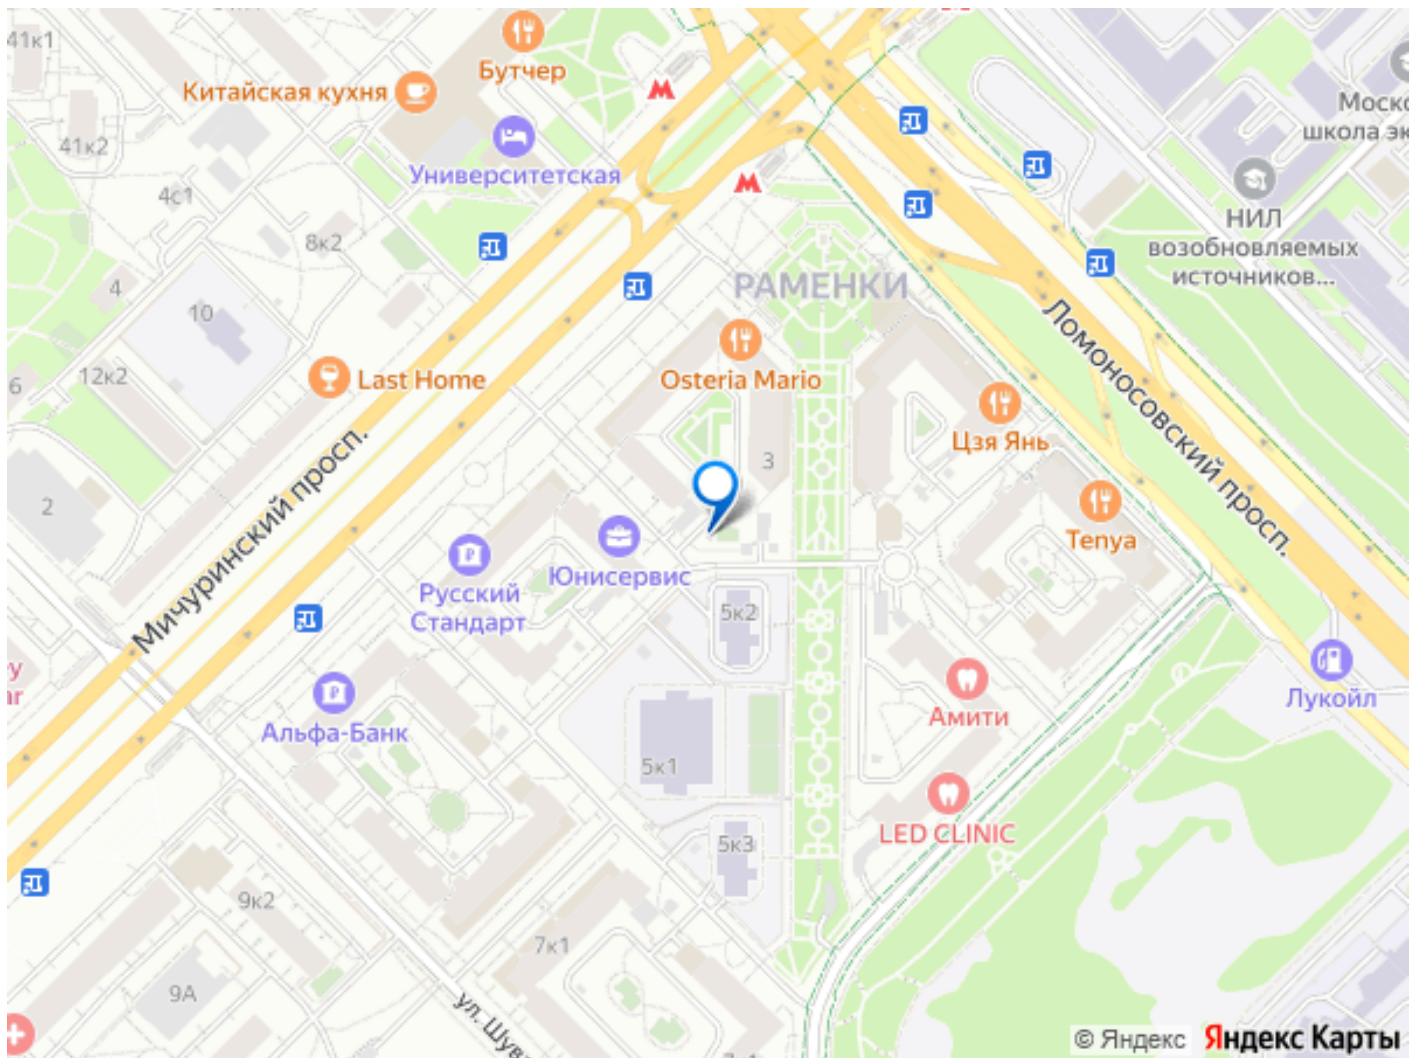 41к1
Бутчер
Китайская кухня
Моско
школа эк
41к2
Университетская
4с1
НИЛ
возобновляемых
источников...
8к2
РАМЕНКИ
4
10
Ломоносовский просп.
Osteria Mario
12к2
6
Last Home
Цзя Янь
Мичуринский просп.
3
2
Tenya
Юнисервис
Русский
Стандарт
5к2
Лукойл
Амити
Альфа-Банк
5к1
LED CLINIC
5к3
9к2
7к1
9А
ул. Шув
© Яндекс Яндекс Карты